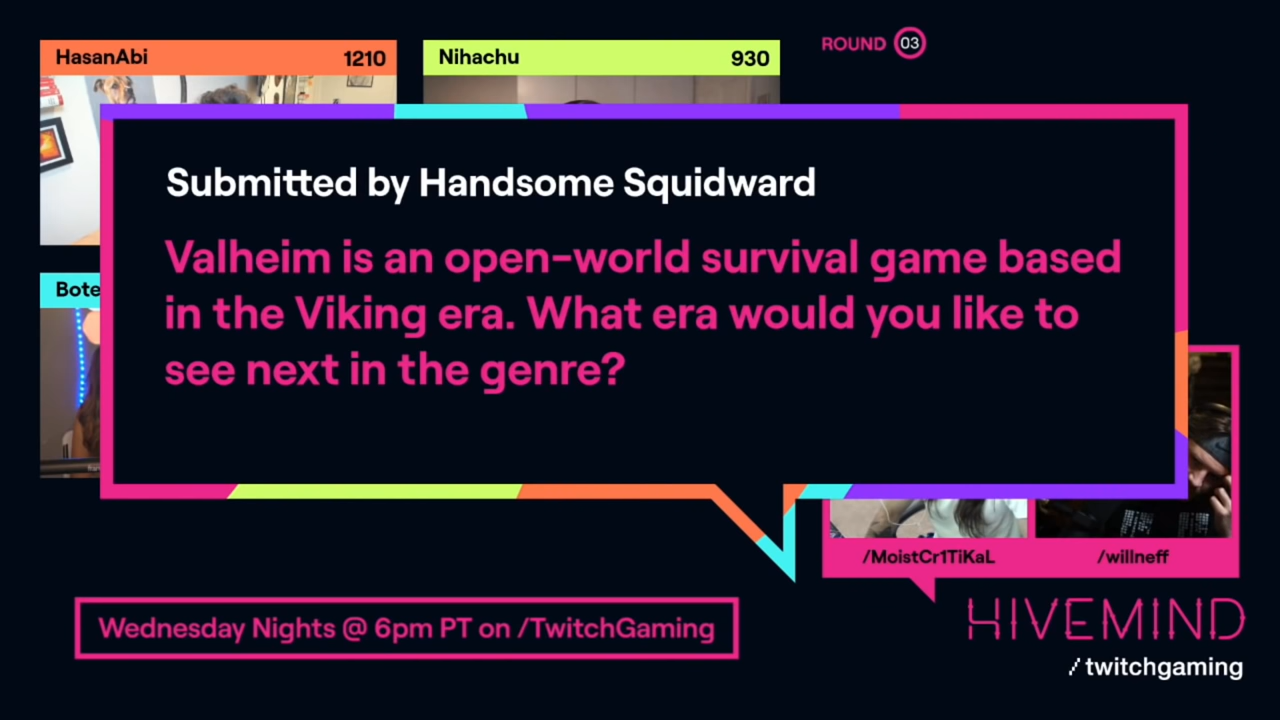 HasanAbi 1210
Nihachu 930
ROUND 03
Submitted by Handsome Squidward
Valheim is an open-world survival game based
in the Viking era. What era would you like to
see next in the genre?
Bote
/MoistCr1TiKaL
/willneff
Wednesday Nights @ 6pm PT on /TwitchGaming
HIVEMIND
/twitchgaming